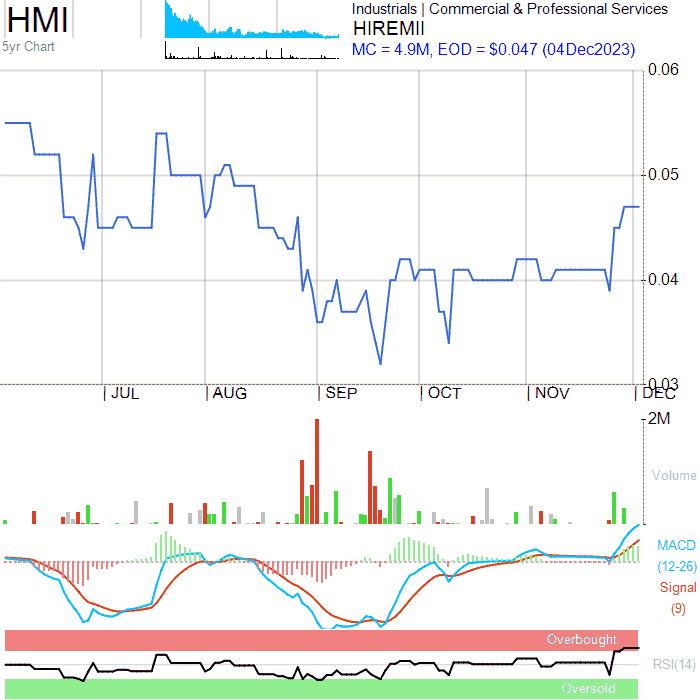 HMI
5yr Chart
Industrials | Commercial & Professional Services
HIREMII
MC = 4.9M, EOD = $0.047 (04Dec2023)
0.06
0.05
0.04
0.03
JUL
AUG
SEP
OCT
NOV
DEC
2M
Volume
MACD
(12-26)
Signal
(9)
Overbought
RSI(14)
Oversold